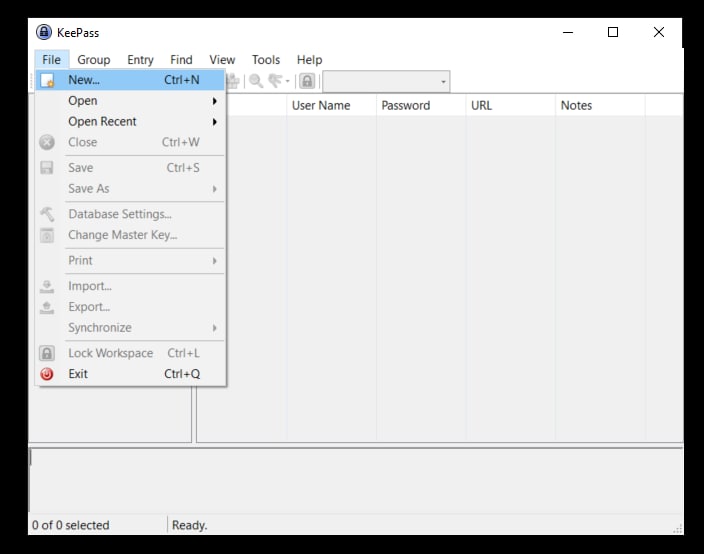 KeePass
File Group Entry Find View Tools Help
New... Ctrl+N
User Name Password URL Notes
Open
Open Recent
Close Ctrl+W
Save Ctrl+S
Save As
Database Settings...
Change Master Key...
Print
Import...
Export...
Synchronize
Lock Workspace Ctrl+L
Exit Ctrl+Q
0 of 0 selected Ready.